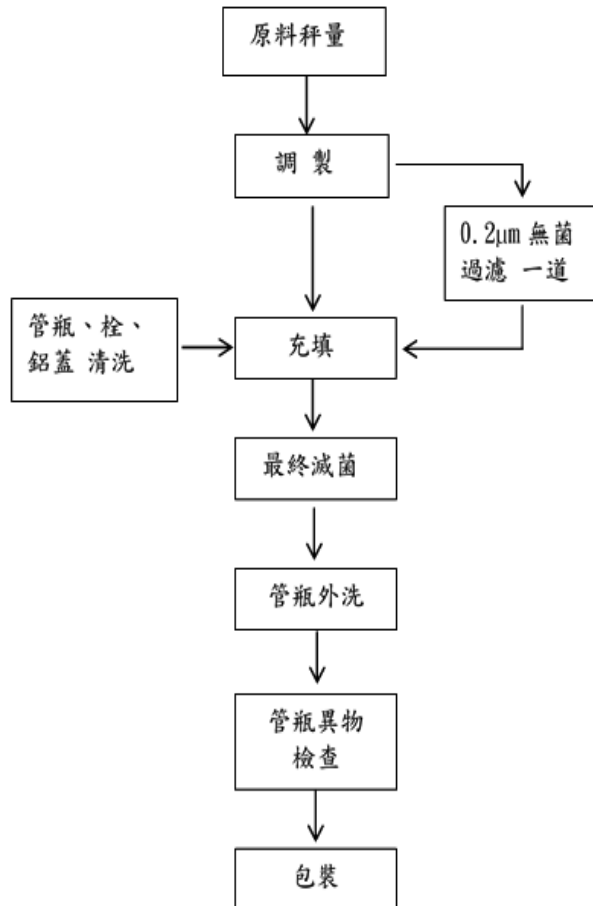 原料秤量
調 製
0.2μm 無菌
過濾 一道
管瓶、栓、
鋁蓋 清洗
充填
最終滅菌
管瓶外洗
管瓶異物
檢查
包裝